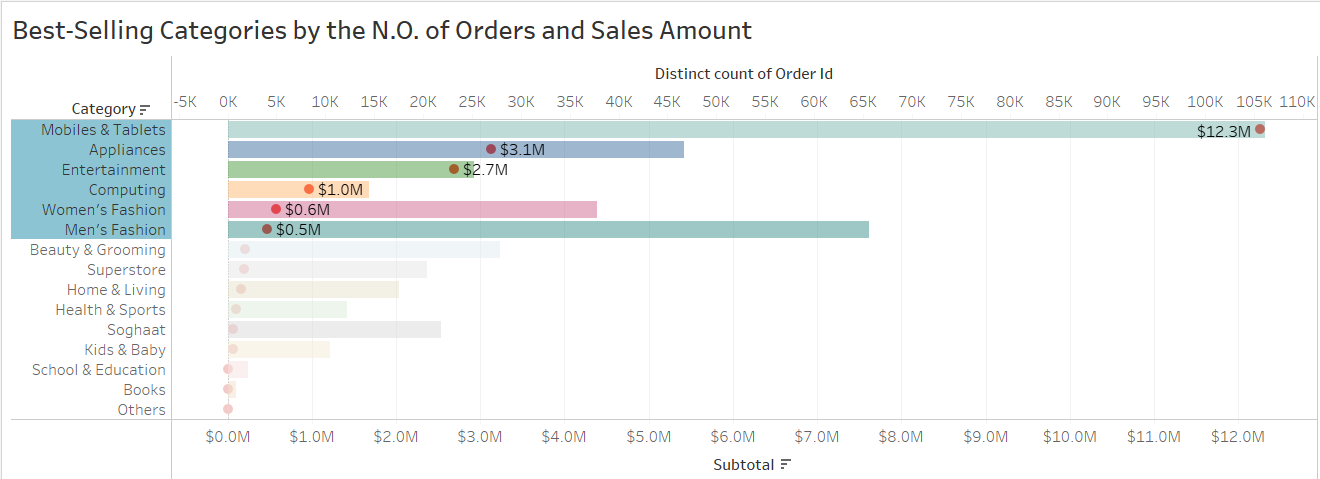 Best-Selling Categories by the N.O. of Orders and Sales Amount
Distinct count of Order Id
Category
-5K 0K 5K 10K 15K 20K 25K 30K 35K 40K 45K 50K 55K 60K 65K 70K 75K 80K 85K 90K 95K 100K 105K 110K
Mobiles & Tablets $12.3M
Appliances $3.1M
Entertainment $2.7M
Computing $1.0M
Women's Fashion $0.6M
Men's Fashion $0.5M
Beauty & Grooming
Superstore
Home & Living
Health & Sports
Soghaat
Kids & Baby
School & Education
Books
Others
$0.0M $1.0M $2.0M $3.0M $4.0M $5.0M $6.0M $7.0M $8.0M $9.0M $10.0M $11.0M $12.0M
Subtotal